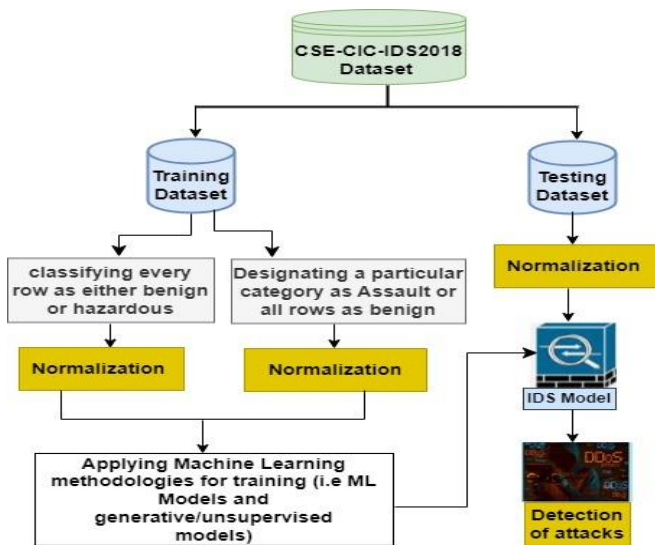 CSE-CIC-IDS2018
Dataset
Training
Dataset
Testing
Dataset
classifying every
row as either benign
or hazardous
Designating a particular
category as Assault or
all rows as benign
Normalization
Normalization
Normalization
IDS Model
Applying Machine Learning
methodologies for training (i.e ML
Models and
generative/unsupervised
models)
DDoS
DDoS
Detection
of attacks